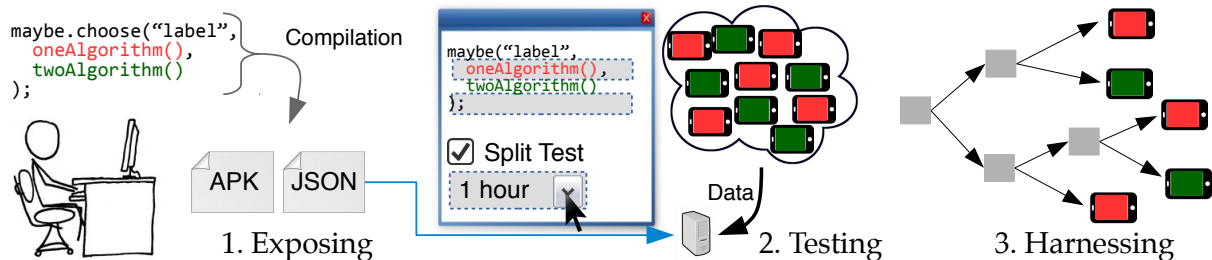 maybe.choose(“label”,
oneAlgorithm(),
twoAlgorithm()
);
Compilation
APK
JSON
1. Exposing
maybe(“label”,
oneAlgorithm(),
twoAlgorithm()
);
Split Test
1 hour
Data
2. Testing
3. Harnessing